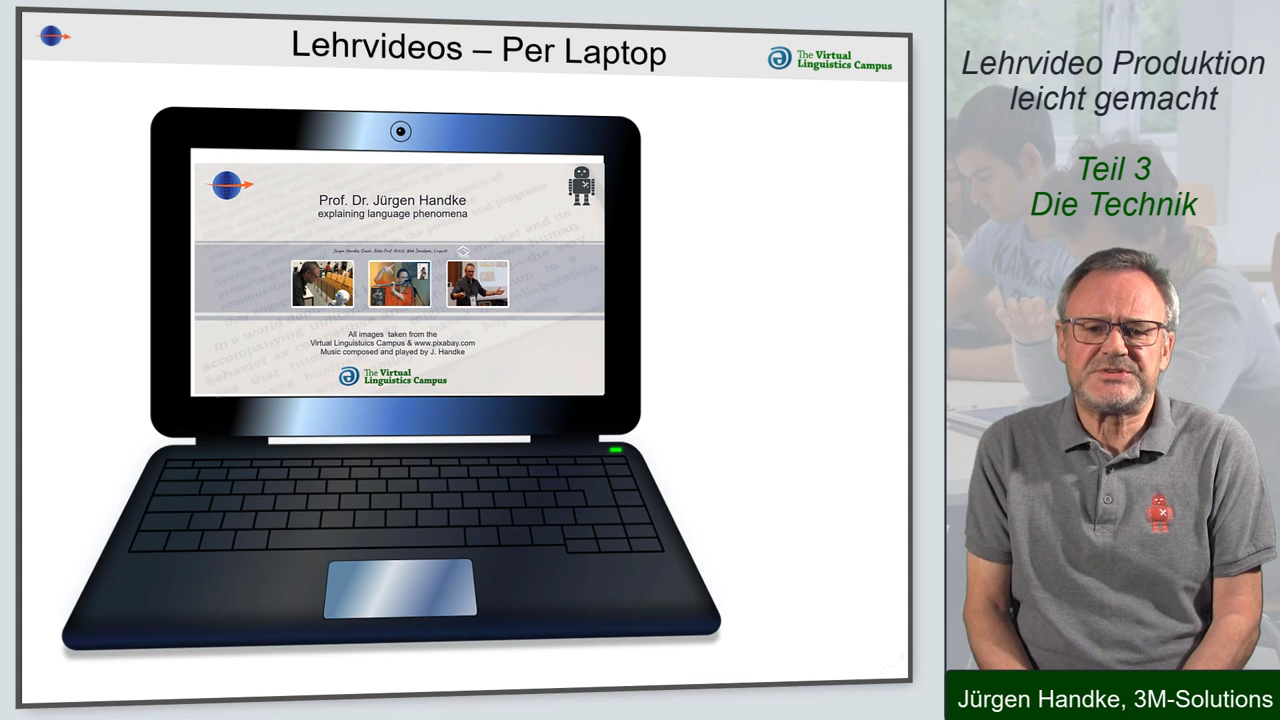 Lehrvideos – Per Laptop
The Virtual
Linguistics Campus
Prof. Dr. Jürgen Handke
explaining language phenomena
All images taken from the
Virtual Linguistuics Campus & www.pixabay.com
Music composed and played by J. Handke
The Virtual
Linguistics Campus
Lehrvideo Produktion
leicht gemacht
Teil 3
Die Technik
Jürgen Handke, 3M-Solutions